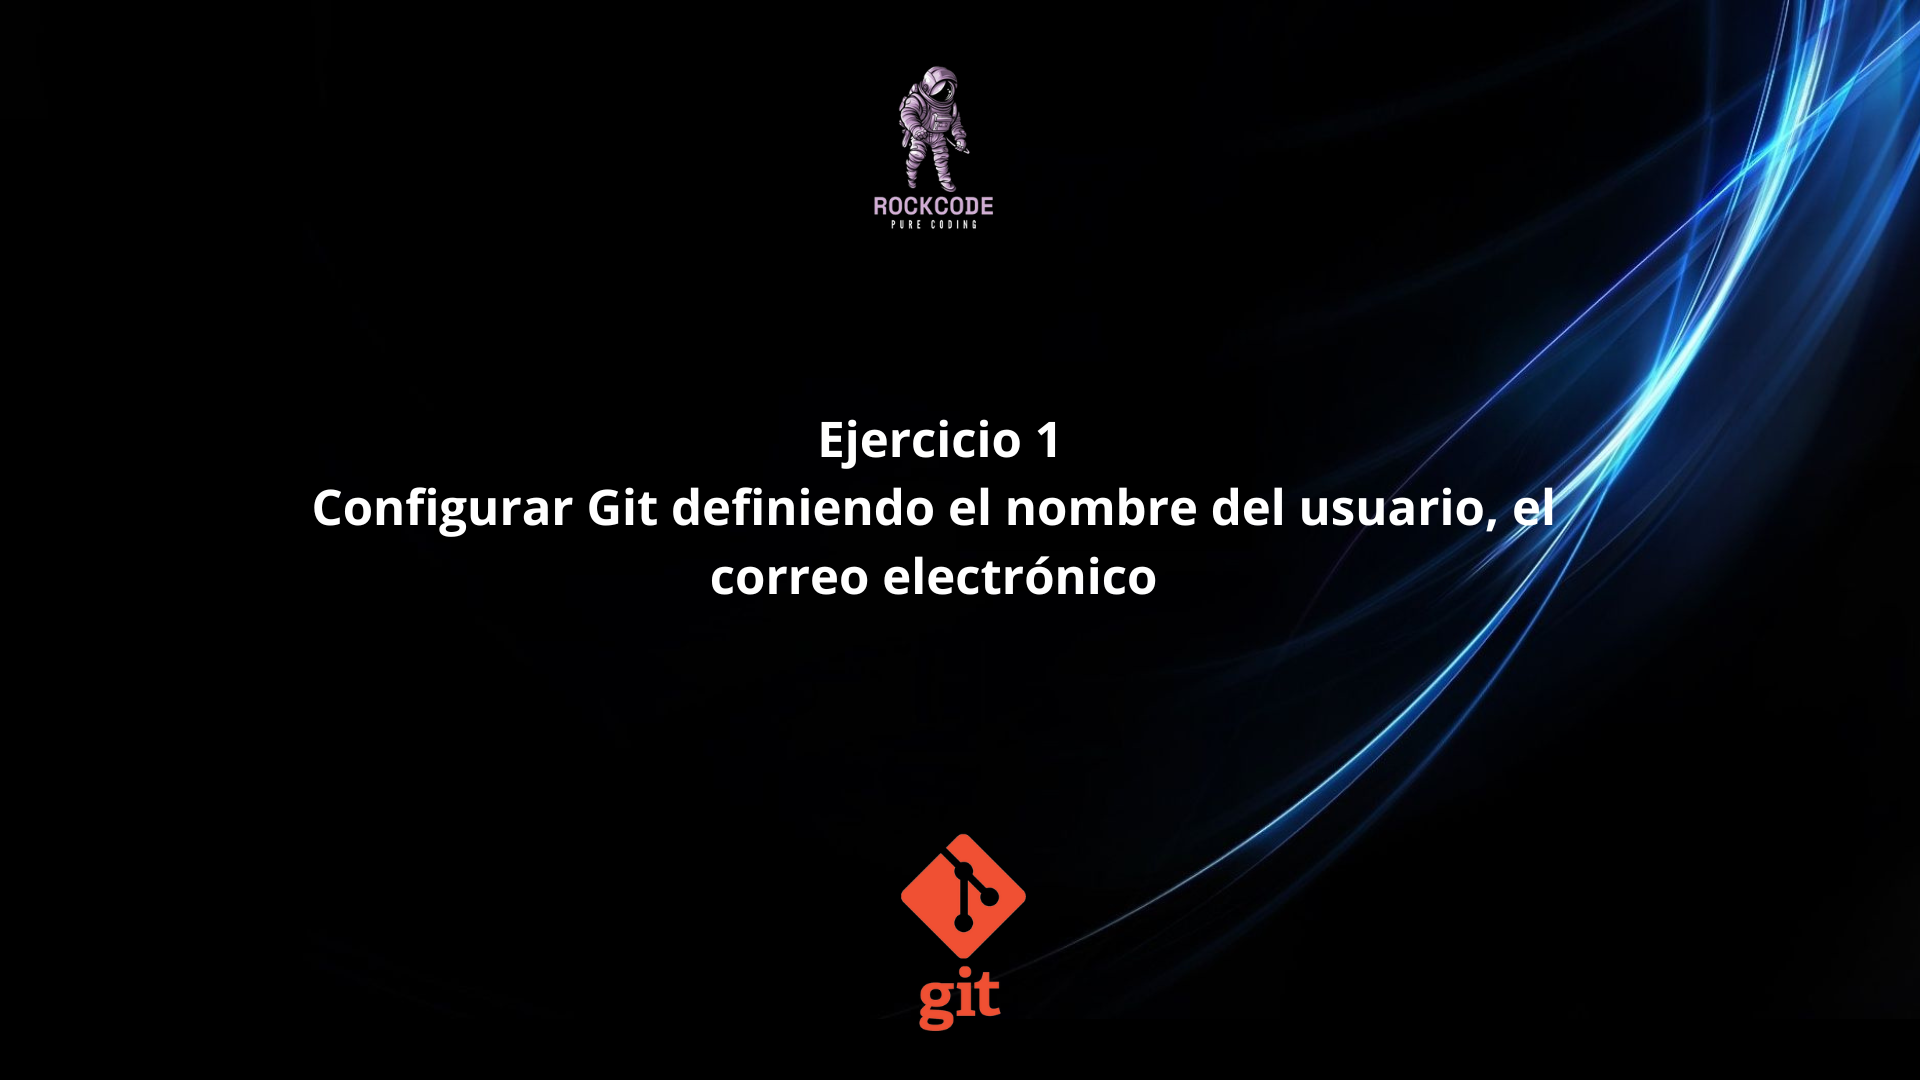 ROCKCODE
PURE CODING
Ejercicio 1
Configurar Git definiendo el nombre del usuario, el
correo electrónico
git